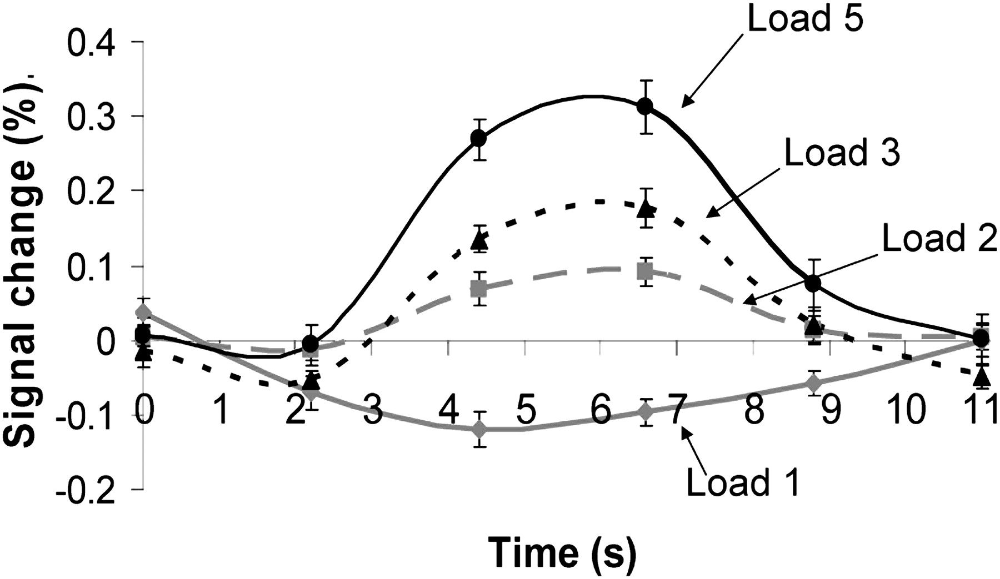 Load 5
0.4
0.3
Load 3
0.2
Load 2
0.1
0
0 1 2 3 4 5 6 7 8 9 10 11
-0.1
Load 1
-0.2
Signal change (%).
Time (s)